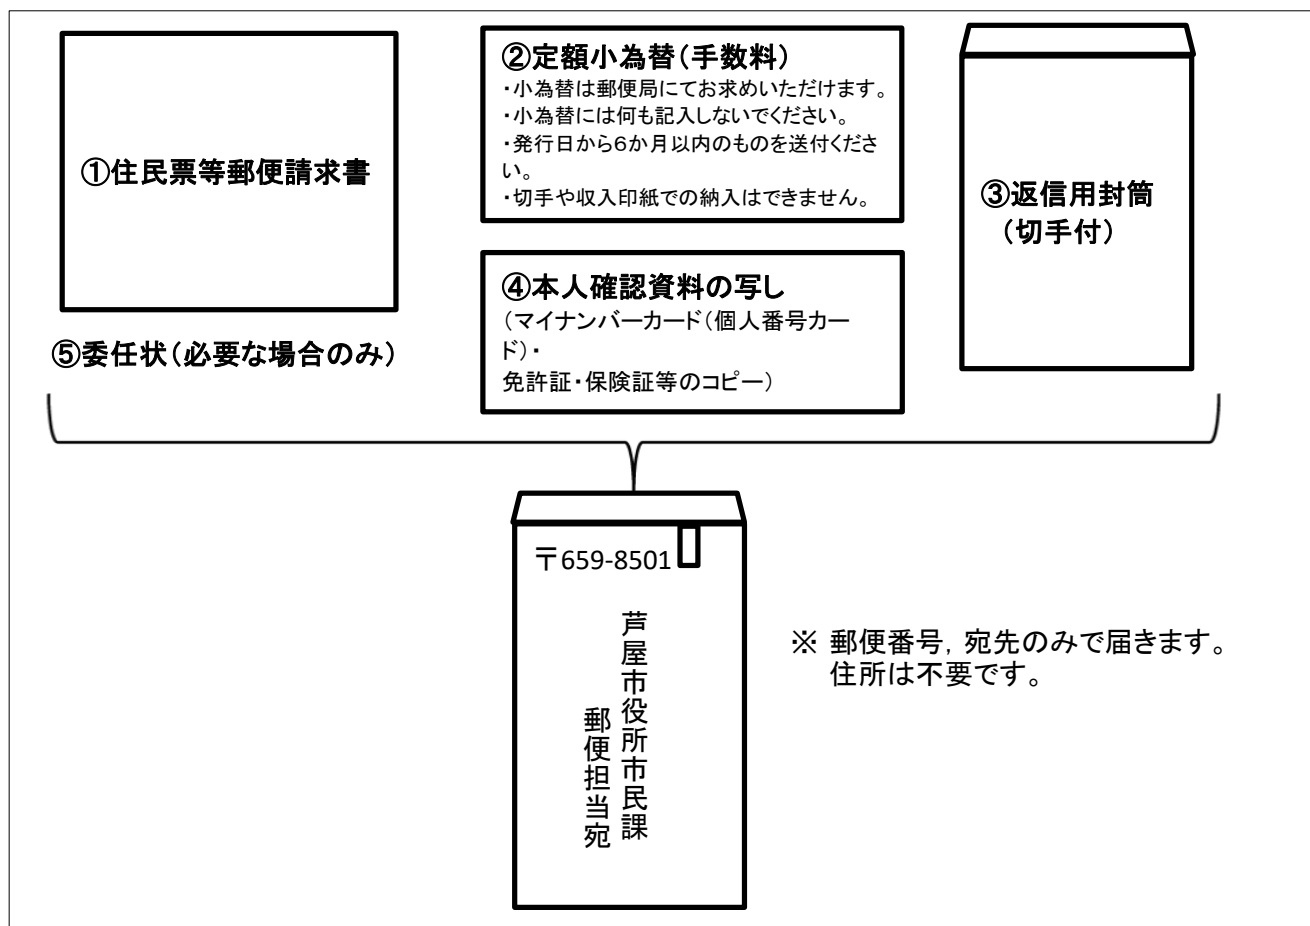 ①住民票等郵便請求書
②定額小為替(手数料)
・小為替は郵便局にてお求めいただけます。
・小為替には何も記入しないでください。
・発行日から6か月以内のものを送付くださ
い。
・切手や収入印紙での納入はできません。
③返信用封筒
(切手付)
④本人確認資料の写し
(マイナンバーカード(個人番号カー
ド)・
免許証・保険証等のコピー)
⑤委任状(必要な場合のみ)
〒659-8501
芦屋市役所市民課
郵便担当宛
※ 郵便番号,宛先のみで届きます。
住所は不要です。